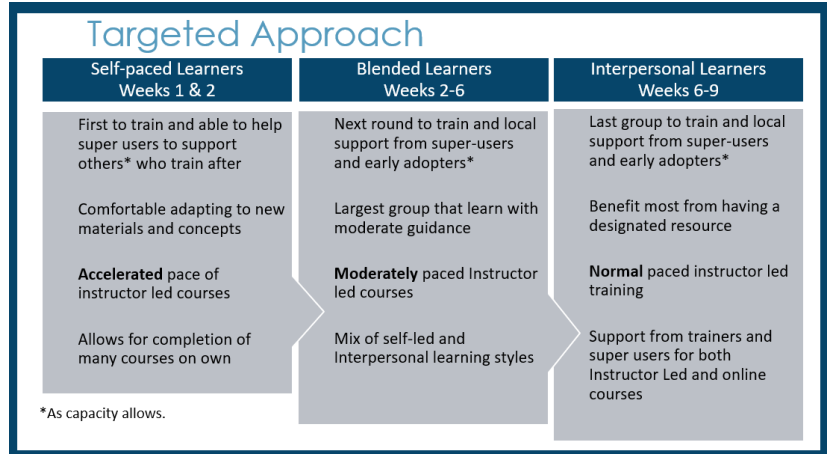 Targeted Approach
Self-paced Learners
Weeks 1 & 2
First to train and able to help
super users to support
others* who train after
Comfortable adapting to new
materials and concepts
Accelerated pace of
instructor led courses
Allows for completion of
many courses on own
*As capacity allows.
Blended Learners
Weeks 2-6
Next round to train and local
support from super-users
and early adopters*
Largest group that learn with
moderate guidance
Moderately paced Instructor
led courses
Mix of self-led and
Interpersonal learning styles
Interpersonal Learners
Weeks 6-9
Last group to train and local
support from super-users
and early adopters*
Benefit most from having a
designated resource
Normal paced instructor led
training
Support from trainers and
super users for both
Instructor Led and online
courses